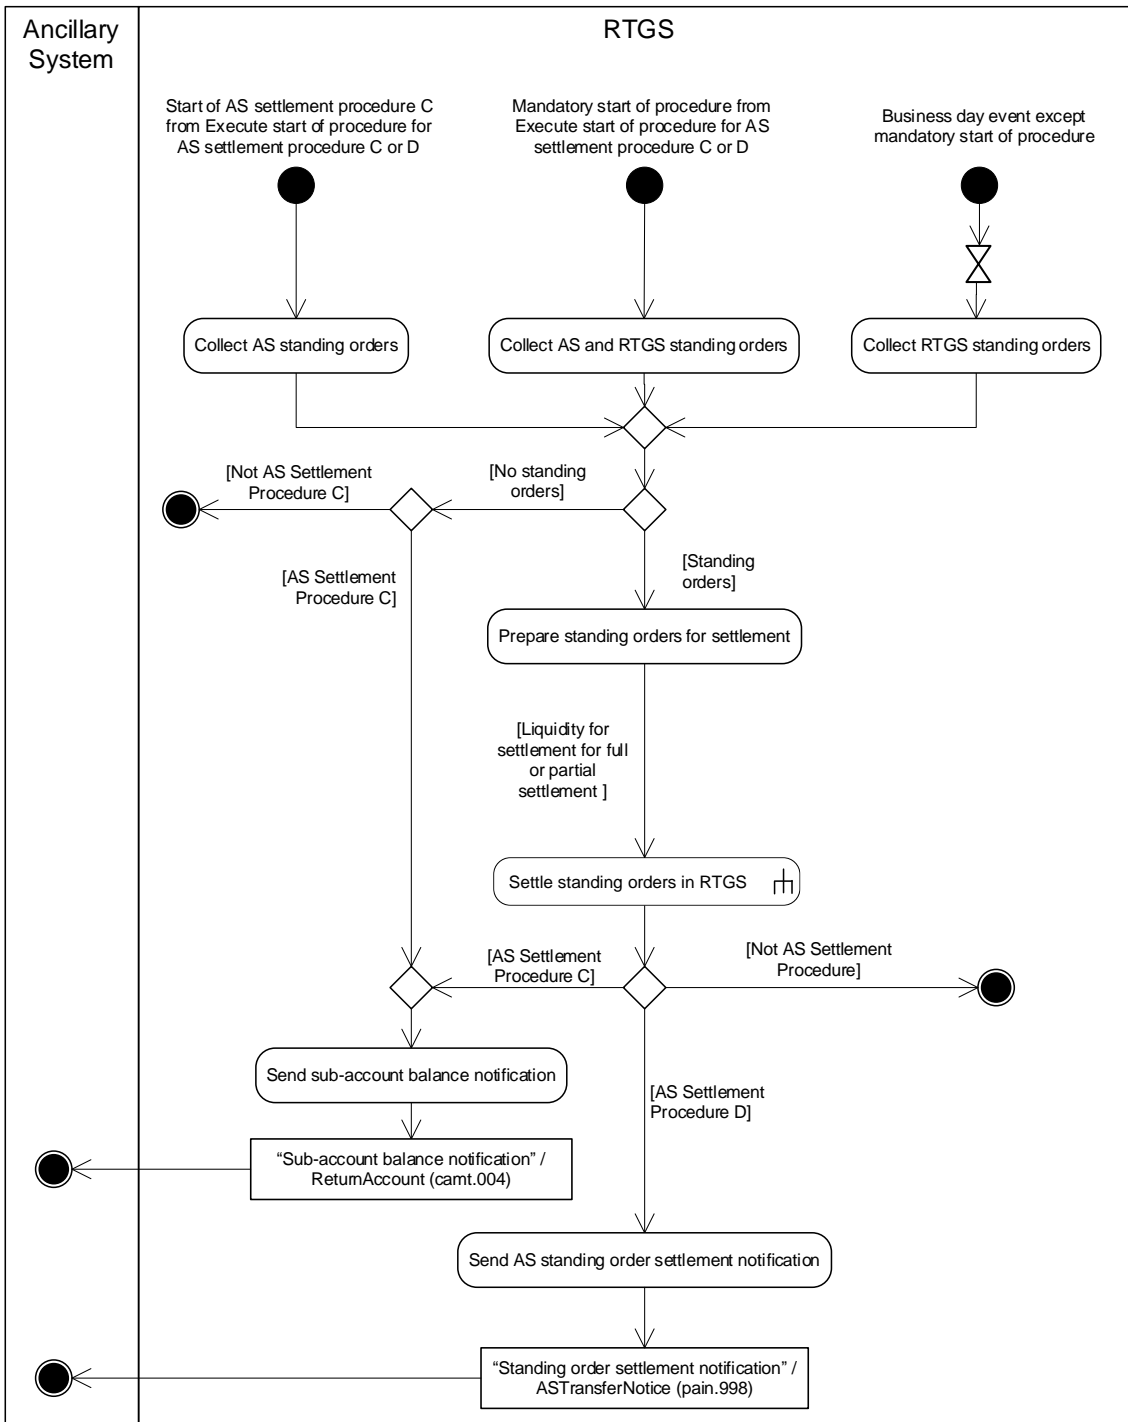 Ancillary
System
RTGS
Start of AS settlement procedure C
from Execute start of procedure for
AS settlement procedure C or D
Mandatory start of procedure from
Execute start of procedure for AS
settlement procedure C or D
Business day event except
mandatory start of procedure
Collect AS standing orders
Collect AS and RTGS standing orders
Collect RTGS standing orders
[Not AS Settlement
Procedure C]
[No standing
orders]
[AS Settlement
Procedure C]
[Standing
orders]
Prepare standing orders for settlement
[Liquidity for
settlement for full
or partial
settlement ]
Settle standing orders in RTGS
[AS Settlement
Procedure C]
[Not AS Settlement
Procedure]
Send sub-account balance notification
[AS Settlement
Procedure D]
“Sub-account balance notification” /
ReturnAccount (camt.004)
Send AS standing order settlement notification
“Standing order settlement notification” /
ASTransferNotice (pain.998)